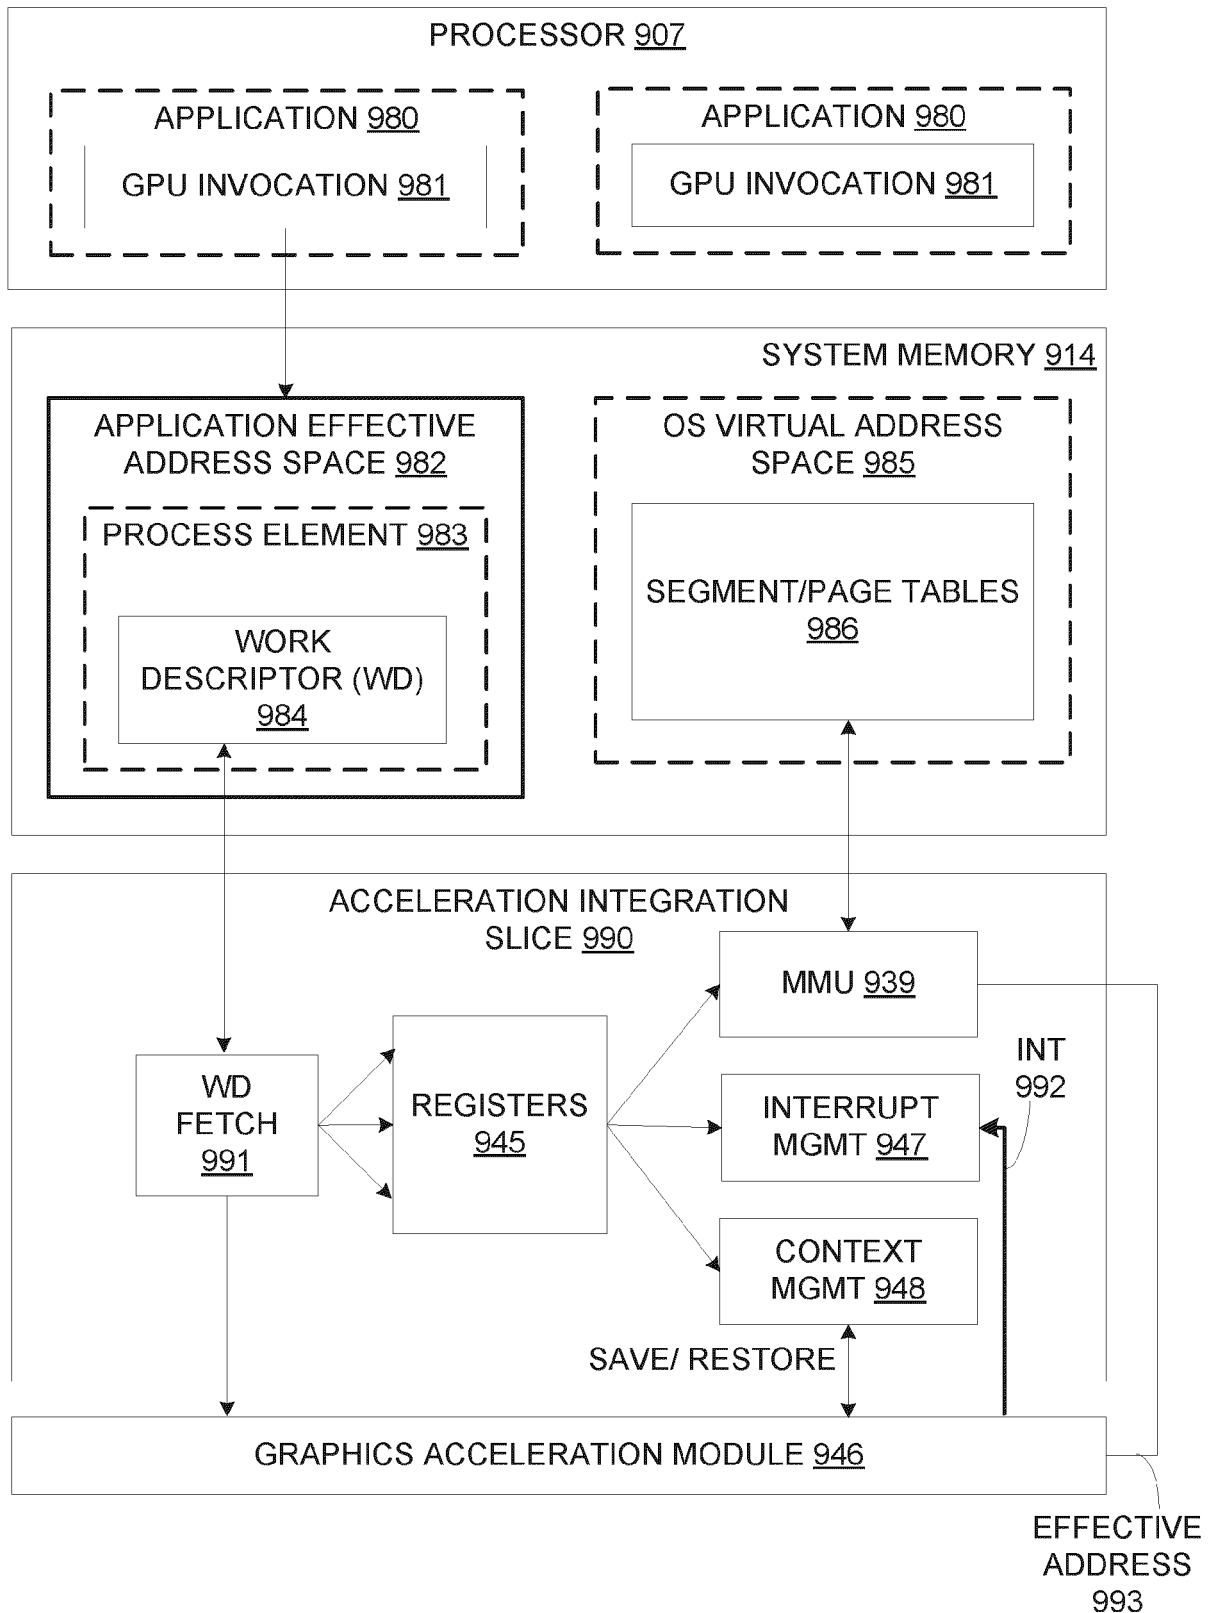 PROCESSOR 907
APPLICATION 980
GPU INVOCATION 981
APPLICATION 980
GPU INVOCATION 981
SYSTEM MEMORY 914
APPLICATION EFFECTIVE
ADDRESS SPACE 982
PROCESS ELEMENT 983
WORK
DESCRIPTOR (WD)
984
OS VIRTUAL ADDRESS
SPACE 985
SEGMENT/PAGE TABLES
986
ACCELERATION INTEGRATION
SLICE 990
MMU 939
WD
FETCH
991
REGISTERS
945
INTERRUPT
MGMT 947
INT
992
CONTEXT
MGMT 948
SAVE/ RESTORE
GRAPHICS ACCELERATION MODULE 946
EFFECTIVE
ADDRESS
993